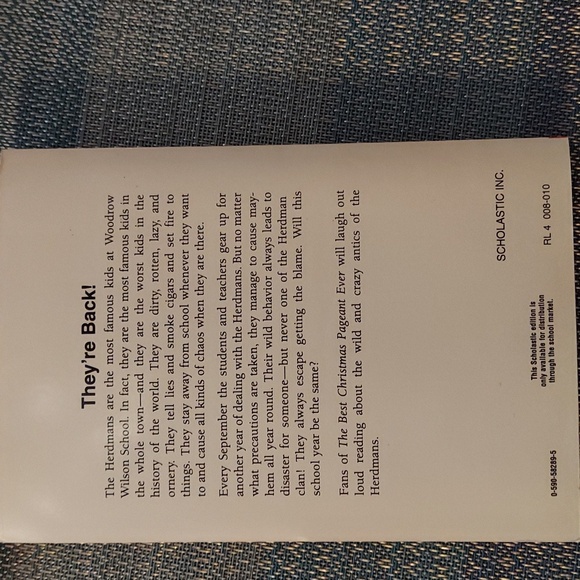 They're Back!
The Herdmans are the most famous kids at Woodrow
Wilson School. In fact, they are the most famous kids in
the whole town—and they are the worst kids in the
history of the world. They are dirty, rotten, lazy, and
ornery. They tell lies and smoke cigars and set fire to
things. They stay away from school whenever they want
to and cause all kinds of chaos when they are there.
Every September the students and teachers gear up for
another year of dealing with the Herdmans. But no matter
what precautions are taken, they manage to cause may-
hem all year round. Their wild behavior always leads to
disaster for someone—but never one of the Herdman
clan! They always escape getting the blame. Will this
school year be the same?
Fans of The Best Christmas Pageant Ever will laugh out
loud reading about the wild and crazy antics of the
Herdmans.
SCHOLASTIC INC.
This Scholastic edition is
only available for distribution
through the school market.
0-590-58289-5
RL 4 008-010